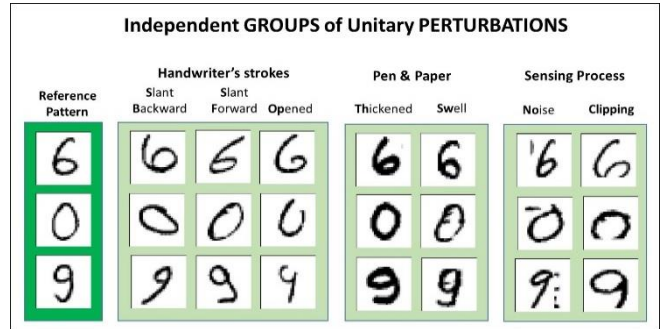 Independent GROUPS of Unitary PERTURBATIONS
Handwriter's strokes
Pen & Paper
Sensing Process
Reference
Pattern
Slant
Backward
Slant
Forward
Opened
Thickened
Swell
Noise
Clipping
6 6 6 6 6 6 6 6
0 0 0 0 0 0 0 0
9 9 9 9 9 9 9 9